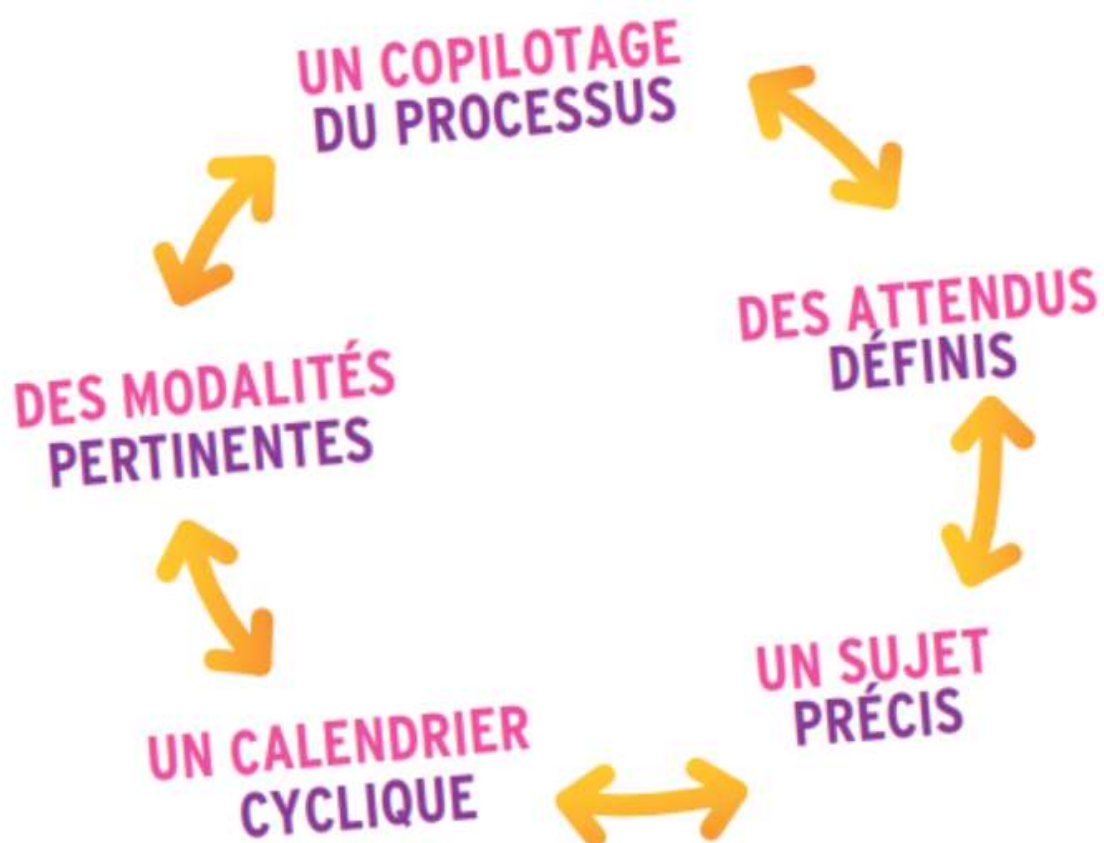 UN COPILOTAGE
DU PROCESSUS
DES ATTENDUS
DÉFINIS
UN SUJET
PRÉCIS
UN CALENDRIER
CYCLIQUE
DES MODALITÉS
PERTINENTES